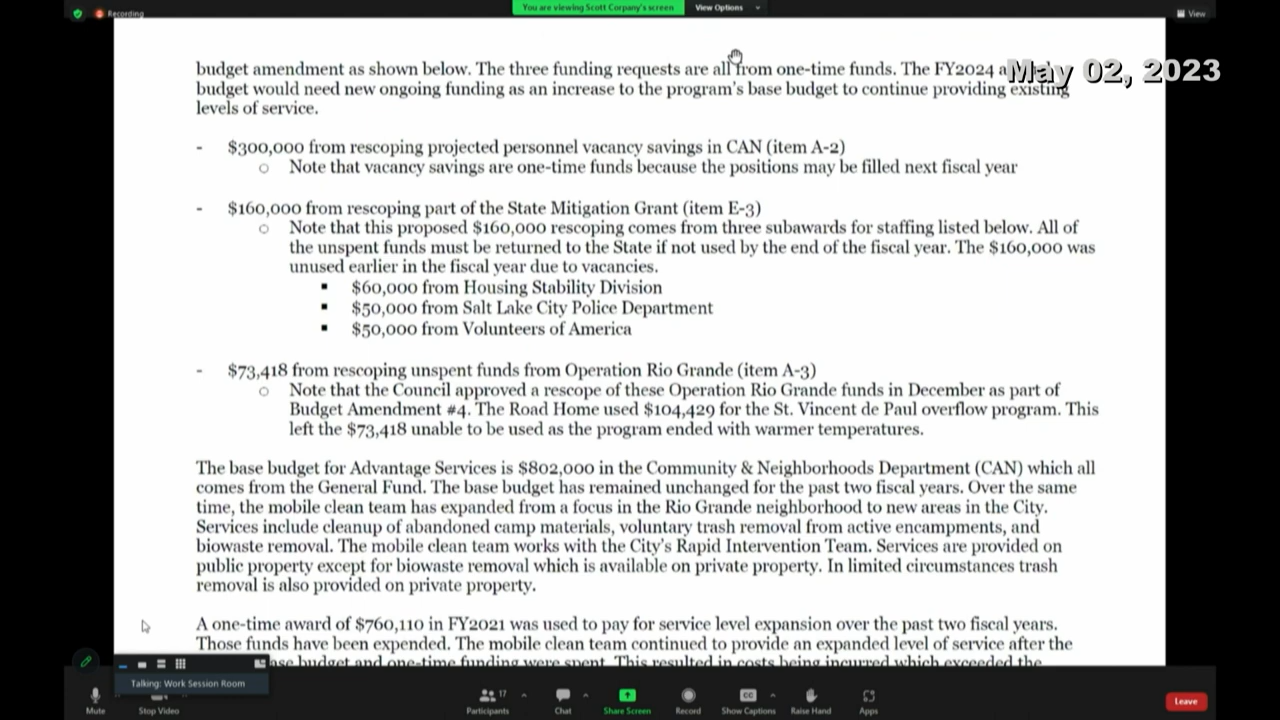 Recording
You are viewing Scott Corpany's screen
View Options
View
May 02, 2023
budget amendment as shown below. The three funding requests are all from one-time funds. The FY2024 a
budget would need new ongoing funding as an increase to the program's base budget to continue providing existing
levels of service.
- $300,000 from rescoping projected personnel vacancy savings in CAN (item A-2)
o Note that vacancy savings are one-time funds because the positions may be filled next fiscal year
- $160,000 from rescoping part of the State Mitigation Grant (item E-3)
o Note that this proposed $160,000 rescoping comes from three subawards for staffing listed below. All of
the unspent funds must be returned to the State if not used by the end of the fiscal year. The $160,000 was
unused earlier in the fiscal year due to vacancies.
▪ $60,000 from Housing Stability Division
▪ $50,000 from Salt Lake City Police Department
▪ $50,000 from Volunteers of America
- $73,418 from rescoping unspent funds from Operation Rio Grande (item A-3)
o Note that the Council approved a rescope of these Operation Rio Grande funds in December as part of
Budget Amendment #4. The Road Home used $104,429 for the St. Vincent de Paul overflow program. This
left the $73,418 unable to be used as the program ended with warmer temperatures.
The base budget for Advantage Services is $802,000 in the Community & Neighborhoods Department (CAN) which all
comes from the General Fund. The base budget has remained unchanged for the past two fiscal years. Over the same
time, the mobile clean team has expanded from a focus in the Rio Grande neighborhood to new areas in the City.
Services include cleanup of abandoned camp materials, voluntary trash removal from active encampments, and
biowaste removal. The mobile clean team works with the City's Rapid Intervention Team. Services are provided on
public property except for biowaste removal which is available on private property. In limited circumstances trash
removal is also provided on private property.
A one-time award of $760,110 in FY2021 was used to pay for service level expansion over the past two fiscal years.
Those funds have been expended. The mobile clean team continued to provide an expanded level of service after the
base budget and one-time funding were spent. This resulted in costs being incurred which exceeded the
Talking: Work Session Room
Mute
Stop Video
Participants
17
Chat
Share Screen
Record
CC
Show Captions
Raise Hand
Apps
Leave